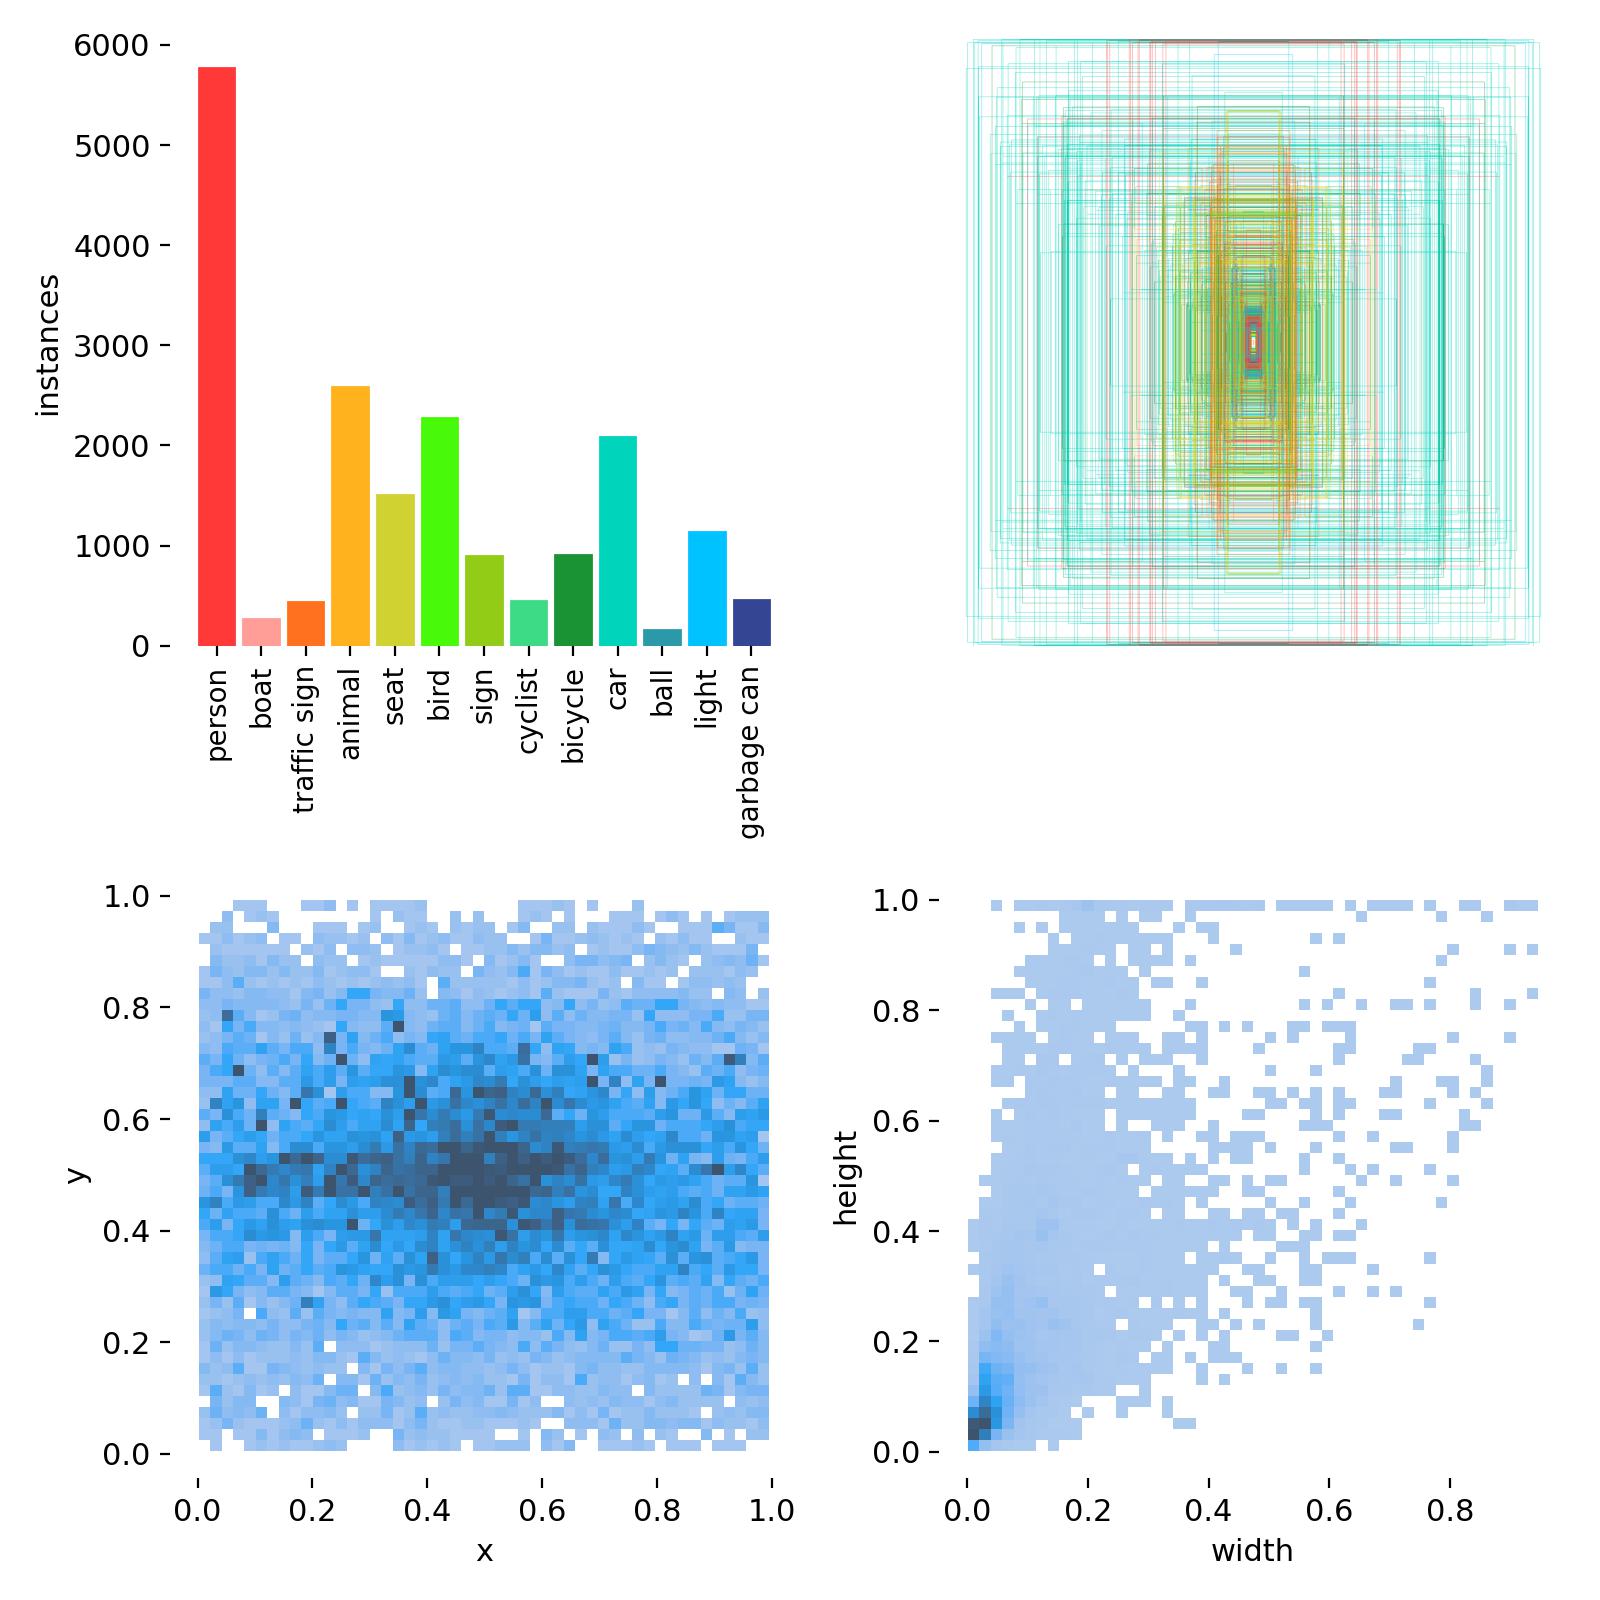 6000
5000
4000
3000
2000
1000
0
instances
person
boat
traffic sign
animal
seat
bird
sign
cyclist
bicycle
car
ball
light
garbage can
1.0
0.8
0.6
0.4
0.2
0.0
y
0.0 0.2 0.4 0.6 0.8 1.0
x
1.0
0.8
0.6
0.4
0.2
0.0
height
0.0 0.2 0.4 0.6 0.8
width